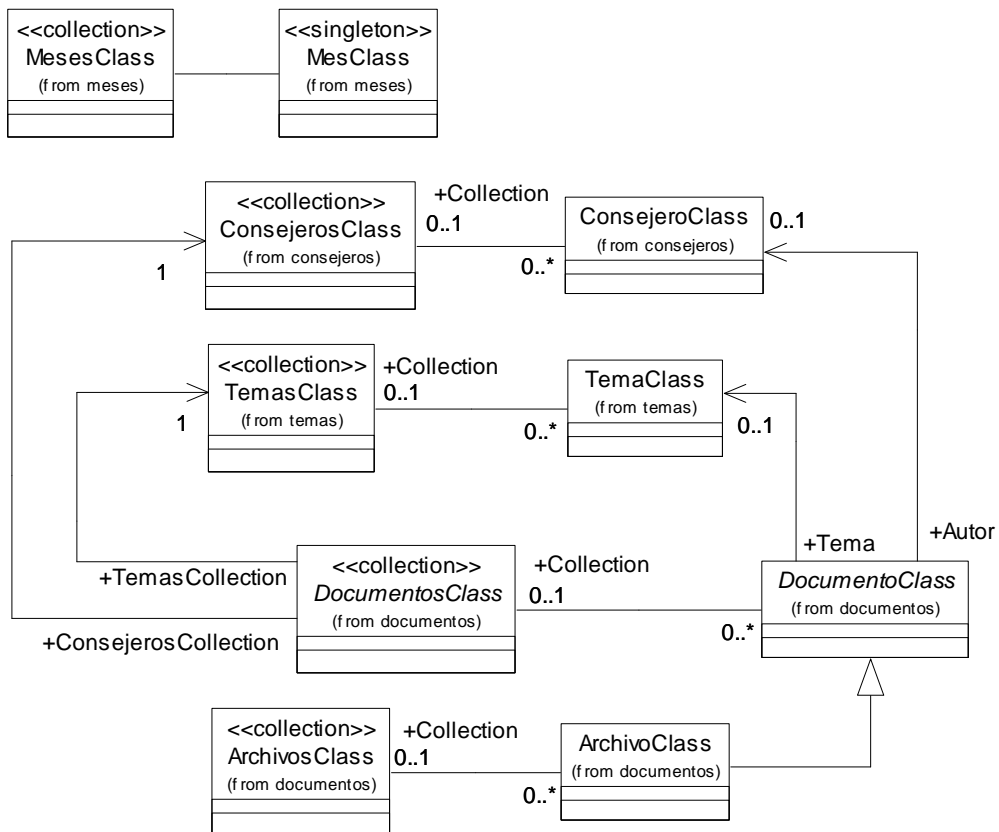 <<collection>>
MesesClass
(from meses)
<<singleton>>
MesClass
(from meses)
<<collection>>
ConsejerosClass
(from consejeros)
+Collection
0..1
0..*
ConsejeroClass
(from consejeros)
0..1
1
<<collection>>
TemasClass
(from temas)
+Collection
0..1
0..*
TemaClass
(from temas)
0..1
1
+Tema
+Autor
+TemasCollection
+ConsejerosCollection
<<collection>>
DocumentosClass
(from documentos)
+Collection
0..1
0..*
DocumentoClass
(from documentos)
<<collection>>
ArchivosClass
(from documentos)
+Collection
0..1
0..*
ArchivoClass
(from documentos)